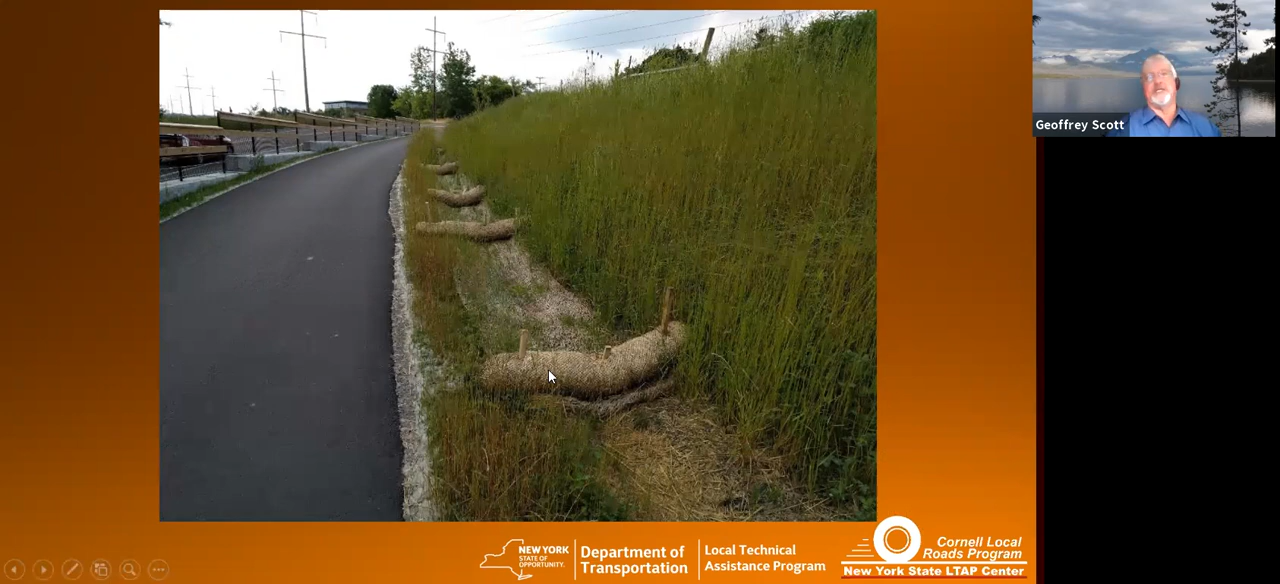 Geoffrey Scott
NEW YORK
STATE OF
OPPORTUNITY.
Department of
Transportation
Local Technical
Assistance Program
Cornell Local
Roads Program
New York State LTAP Center